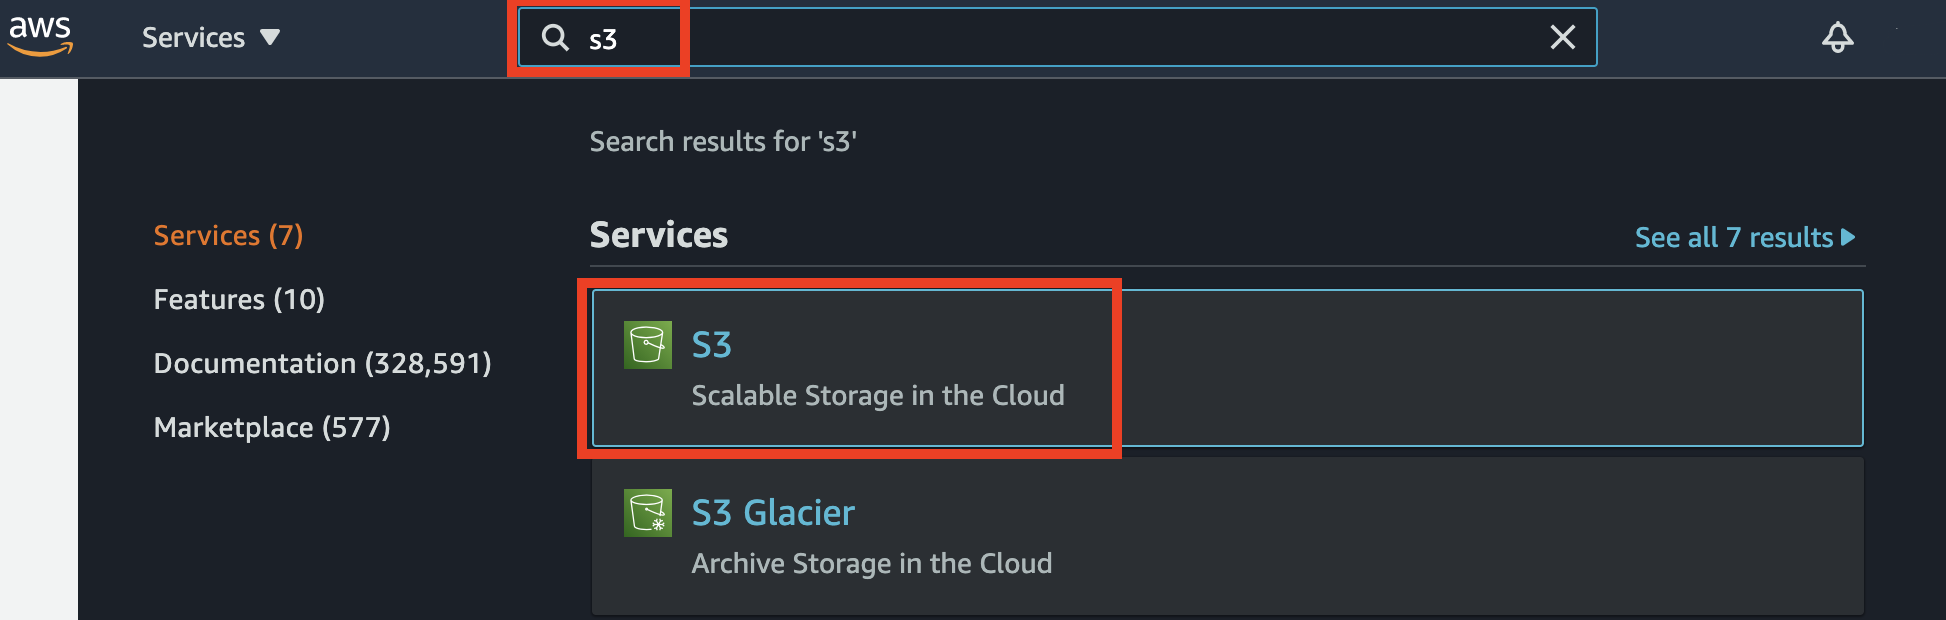 aws
Services
s3
Search results for 's3'
Services (7)
Features (10)
Documentation (328,591)
Marketplace (577)
Services
See all 7 results
S3
Scalable Storage in the Cloud
S3 Glacier
Archive Storage in the Cloud